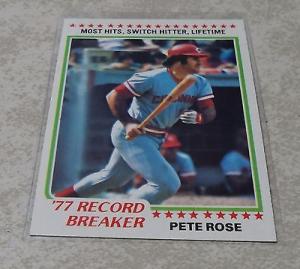 MOST HITS, SWITCH HITTER, LIFETIME
'77 RECORD
BREAKER
PETE ROSE